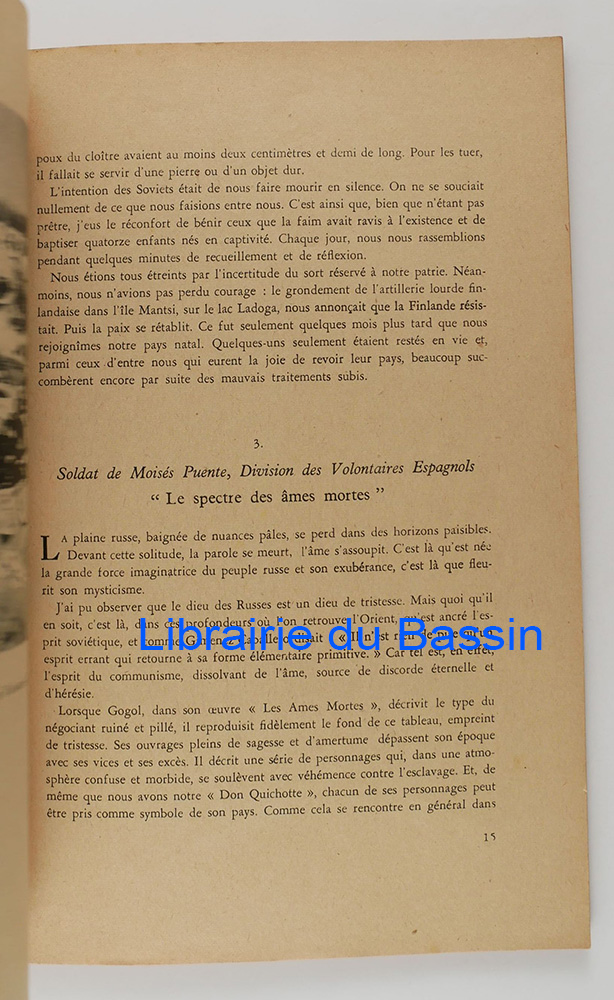 poux du cloître avaient au moins deux centimètres et demi de long. Pour les tuer,
il fallait se servir d'une pierre ou d'un objet dur.
L'intention des Soviets était de nous faire mourir en silence. On ne se souciait
nullement de ce que nous faisions entre nous. C'est ainsi que, bien que n'étant pas
prêtre, j'eus le réconfort de bénir ceux que la faim avait ravis à l'existence et de
baptiser quatorze enfants nés en captivité. Chaque jour, nous nous rassemblions
pendant quelques minutes de recueillement et de réflexion.
Nous étions tous étreints par l'incertitude du sort réservé à notre patrie. Néan-
moins, nous n'avions pas perdu courage : le grondement de l'artillerie lourde fin-
landaise dans l'île Mantsi, sur le lac Ladoga, nous annonçait que la Finlande résis-
tait. Puis la paix se rétablit. Ce fut seulement quelques mois plus tard que nous
rejoignîmes notre pays natal. Quelques-uns seulement étaient restés en vie et,
parmi ceux d'entre nous qui eurent la joie de revoir leur pays, beaucoup suc-
combèrent encore par suite des mauvais traitements subis.
3.
Soldat de Moisés Puente, Division des Volontaires Espagnols
“ Le spectre des âmes mortes ”
LA plaine russe, baignée de nuances pâles, se perd dans des horizons paisibles.
Devant cette solitude, la parole se meurt, l'âme s'assoupit. C'est là qu'est née
la grande force imaginatrice du peuple russe et son exubérance, c'est là que fleu-
rit son mysticisme.
J'ai pu observer que le dieu des Russes est un dieu de tristesse. Mais quoi qu'il
en soit, c'est là, dans ces profondeurs où l'on retrouve l'Orient, qu'est ancré l'es-
prit soviétique, et comme Gimenez Caballero disait : « Il n'est rien de plus qu'un
esprit errant qui retourne à sa forme élémentaire primitive. » Car tel est, en effet,
l'esprit du communisme, dissolvant de l'âme, source de discorde éternelle et
d'hérésie.
Lorsque Gogol, dans son œuvre « Les Ames Mortes », décrivit le type du
négociant ruiné et pillé, il reproduisit fidèlement le fond de ce tableau, empreint
de tristesse. Ses ouvrages pleins de sagesse et d'amertume dépassent son époque
avec ses vices et ses excès. Il décrit une série de personnages qui, dans une atmo-
sphère confuse et morbide, se soulèvent avec véhémence contre l'esclavage. Et, de
même que nous avons notre « Don Quichotte », chacun de ses personnages peut
être pris comme symbole de son pays. Comme cela se rencontre en général dans
15
Librairie du Bassin